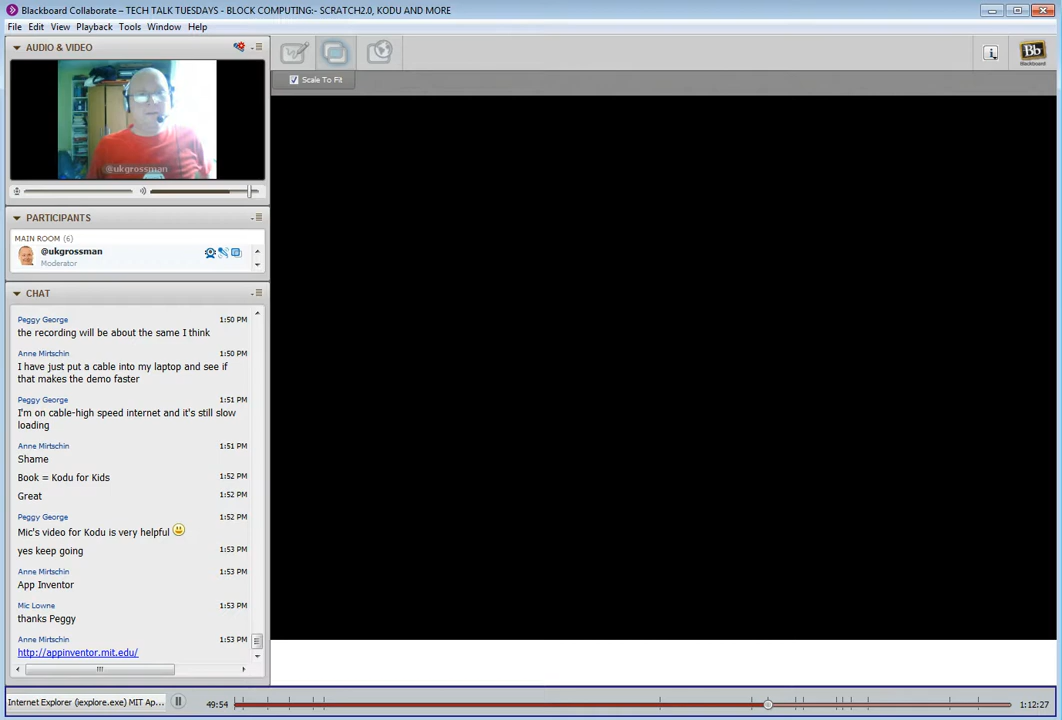 Blackboard Collaborate – TECH TALK TUESDAYS - BLOCK COMPUTING:- SCRATCH2.0, KODU AND MORE
File Edit View Playback Tools Window Help
AUDIO & VIDEO
Scale To Fit
Bb
Blackboard
@ukgrossman
PARTICIPANTS
MAIN ROOM (6)
@ukgrossman
Moderator
CHAT
Peggy George 1:50 PM
the recording will be about the same I think
Anne Mirtschin 1:50 PM
I have just put a cable into my laptop and see if
that makes the demo faster
Peggy George 1:51 PM
I'm on cable-high speed internet and it's still slow
loading
Anne Mirtschin 1:51 PM
Shame
Book = Kodu for Kids 1:52 PM
Great 1:52 PM
Peggy George 1:52 PM
Mic's video for Kodu is very helpful
yes keep going 1:53 PM
Anne Mirtschin 1:53 PM
App Inventor
Mic Lowne 1:53 PM
thanks Peggy
Anne Mirtschin 1:53 PM
http://appinventor.mit.edu/
Internet Explorer (iexplore.exe) MIT Ap... 49:54 1:12:27